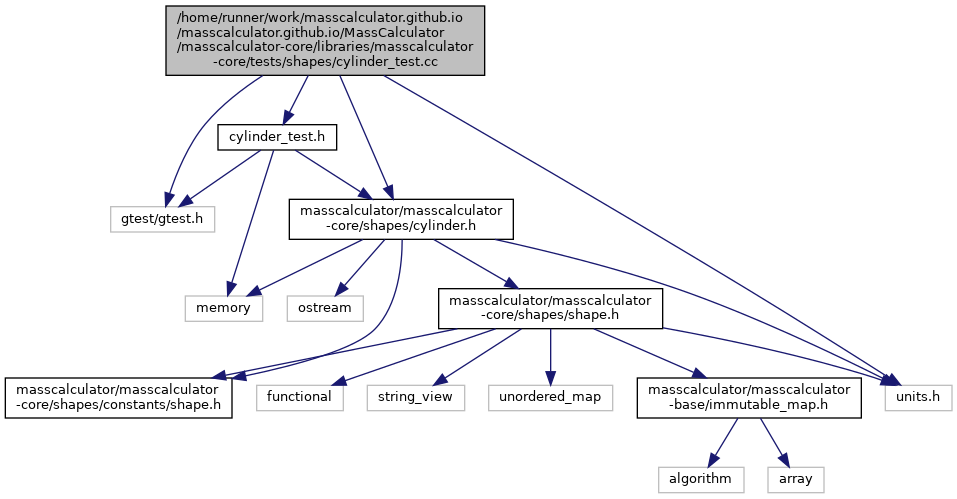 /home/runner/work/masscalculator.github.io
/masscalculator.github.io/MassCalculator
/masscalculator-core/libraries/masscalculator
-core/tests/shapes/cylinder_test.cc
cylinder_test.h
gtest/gtest.h
masscalculator/masscalculator
-core/shapes/cylinder.h
memory
ostream
masscalculator/masscalculator
-core/shapes/shape.h
masscalculator/masscalculator
-core/shapes/constants/shape.h
functional
string_view
unordered_map
masscalculator/masscalculator
-base/immutable_map.h
units.h
algorithm
array